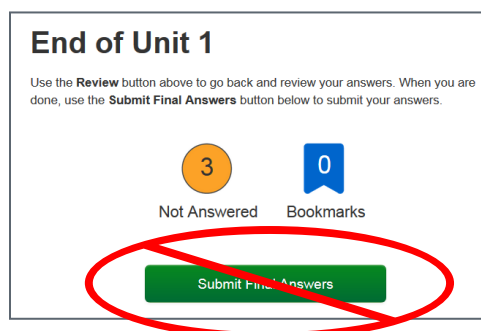 End of Unit 1
Use the Review button above to go back and review your answers. When you are
done, use the Submit Final Answers button below to submit your answers.
3
0
Not Answered
Bookmarks
Submit Final Answers